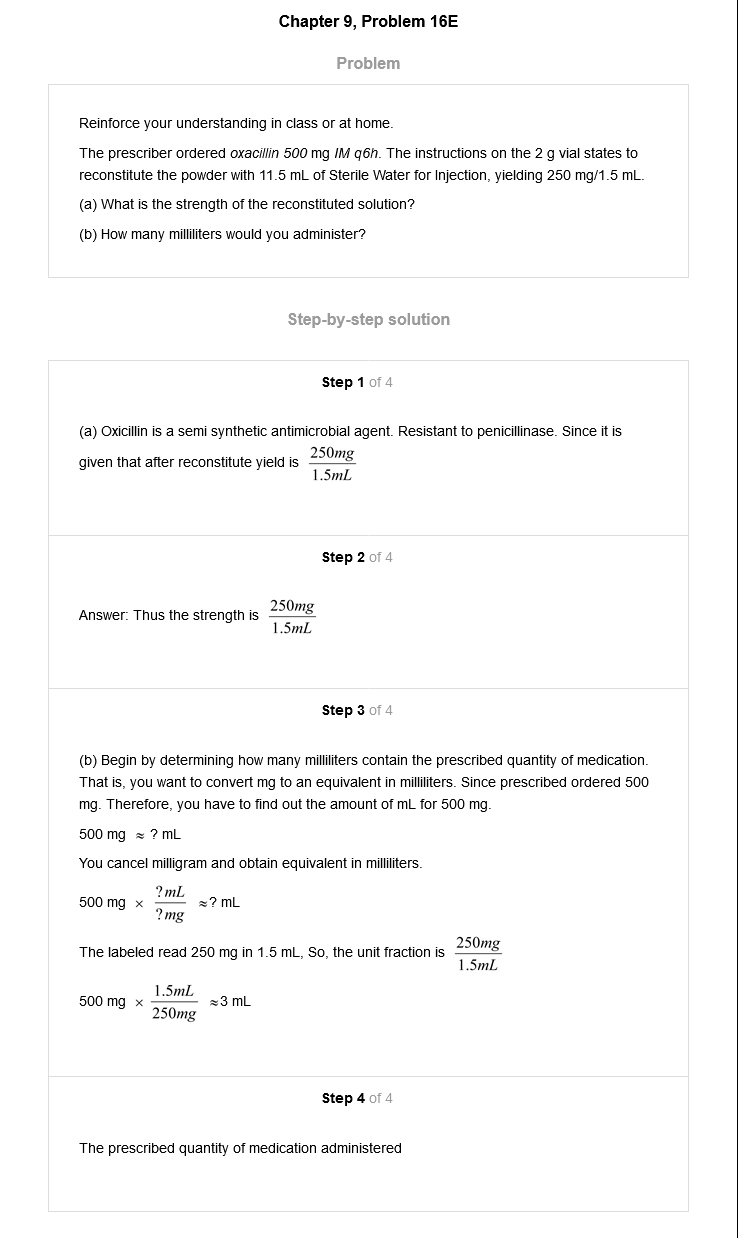 Chapter 9, Problem 16E
Problem
Reinforce your understanding in class or at home.
The prescriber ordered oxacillin 500 mg IM q6h. The instructions on the 2 g vial states to
reconstitute the powder with 11.5 mL of Sterile Water for Injection, yielding 250 mg/1.5 mL.
(a) What is the strength of the reconstituted solution?
(b) How many milliliters would you administer?
Step-by-step solution
Step 1 of 4
(a) Oxicillin is a semi synthetic antimicrobial agent. Resistant to penicillinase. Since it is
given that after reconstitute yield is 250mg/1.5mL
Step 2 of 4
Answer: Thus the strength is 250mg/1.5mL
Step 3 of 4
(b) Begin by determining how many milliliters contain the prescribed quantity of medication.
That is, you want to convert mg to an equivalent in milliliters. Since prescribed ordered 500
mg. Therefore, you have to find out the amount of mL for 500 mg.
500 mg ≈ ? mL
You cancel milligram and obtain equivalent in milliliters.
500 mg × ?mL/?mg ≈? mL
The labeled read 250 mg in 1.5 mL, So, the unit fraction is 250mg/1.5mL
500 mg × 1.5mL/250mg ≈3 mL
Step 4 of 4
The prescribed quantity of medication administered